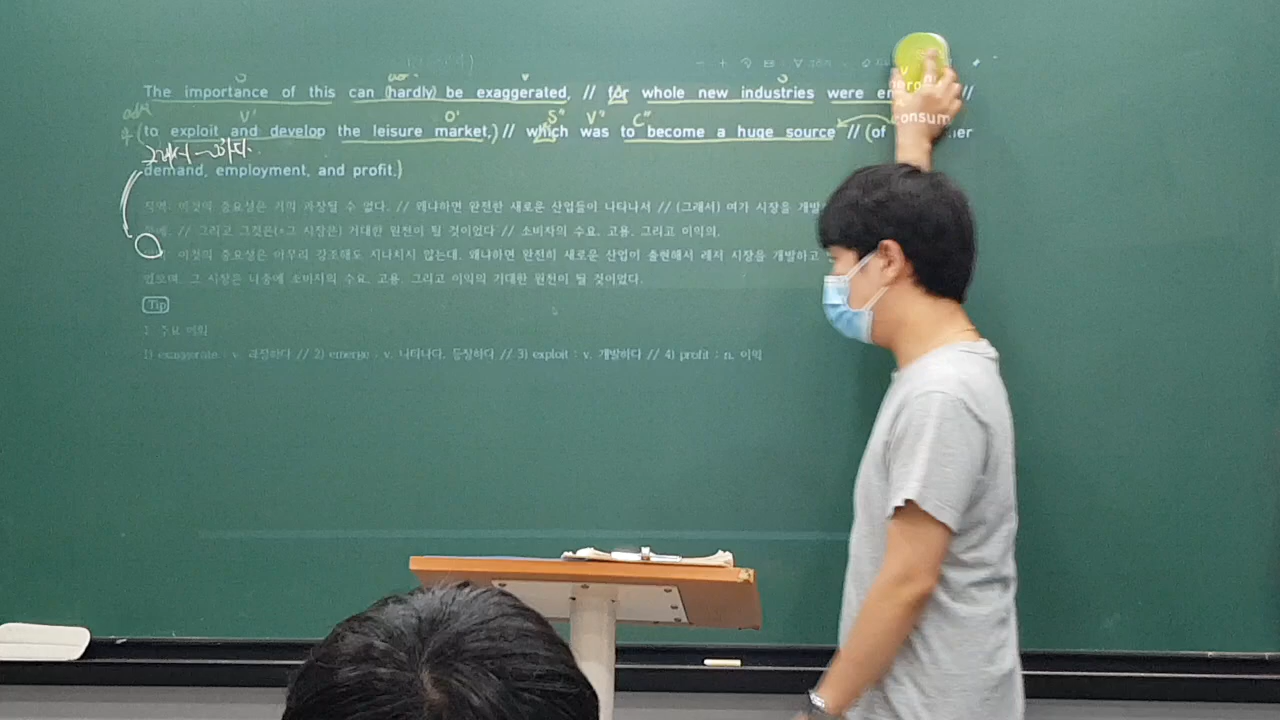 The importance of this can (hardly) be exaggerated, // for whole new industries were //
(to exploit and develop the leisure market,) // which was to become a huge source // (of consum
demand, employment, and profit.)
직역. 이것의 중요성은 거의 과장될 수 없다. // 왜냐하면 완전한 새로운 산업들이 나타나서 // (그래서) 여가 시장을 개발
// 그리고 그것은(=그 시장은) 거대한 원천이 될 것이었다 // 소비자의 수요, 고용, 그리고 이익의.
이것의 중요성은 아무리 강조해도 지나치지 않는데, 왜냐하면 완전히 새로운 산업이 출현해서 레저 시장을 개발하고
었으며, 그 시장은 나중에 소비자의 수요, 고용, 그리고 이익의 거대한 원천이 될 것이었다.
Tip
1. 주요 어휘
1) exaggerate : v. 과장하다 // 2) emerge : v. 나타나다, 등장하다 // 3) exploit : v. 개발하다 // 4) profit : n. 이익